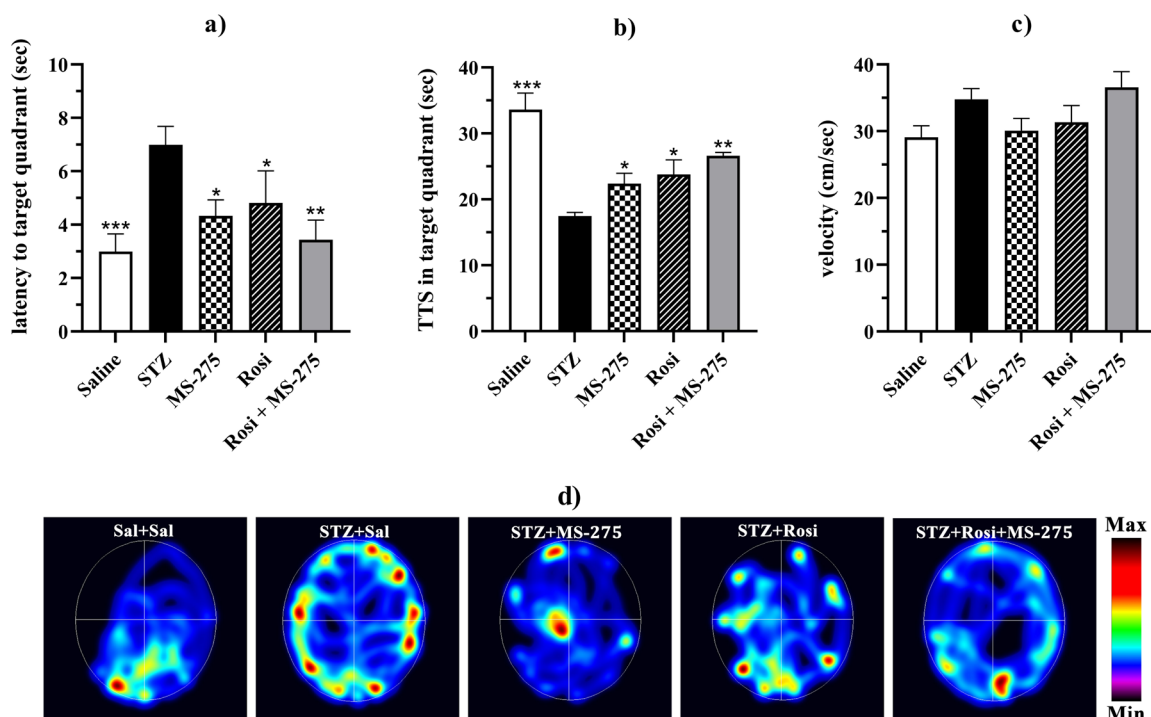 a)
latency to target quadrant (sec)
10
8
6
4
2
0
***
*
*
**
Saline
STZ
MS-275
Rosi
Rosi + MS-275
b)
TTS in target quadrant (sec)
40
30
20
10
0
***
*
*
**
Saline
STZ
MS-275
Rosi
Rosi + MS-275
c)
velocity (cm/sec)
40
30
20
10
0
Saline
STZ
MS-275
Rosi
Rosi + MS-275
d)
Sal+Sal
STZ+Sal
STZ+MS-275
STZ+Rosi
STZ+Rosi+MS-275
Max
Min